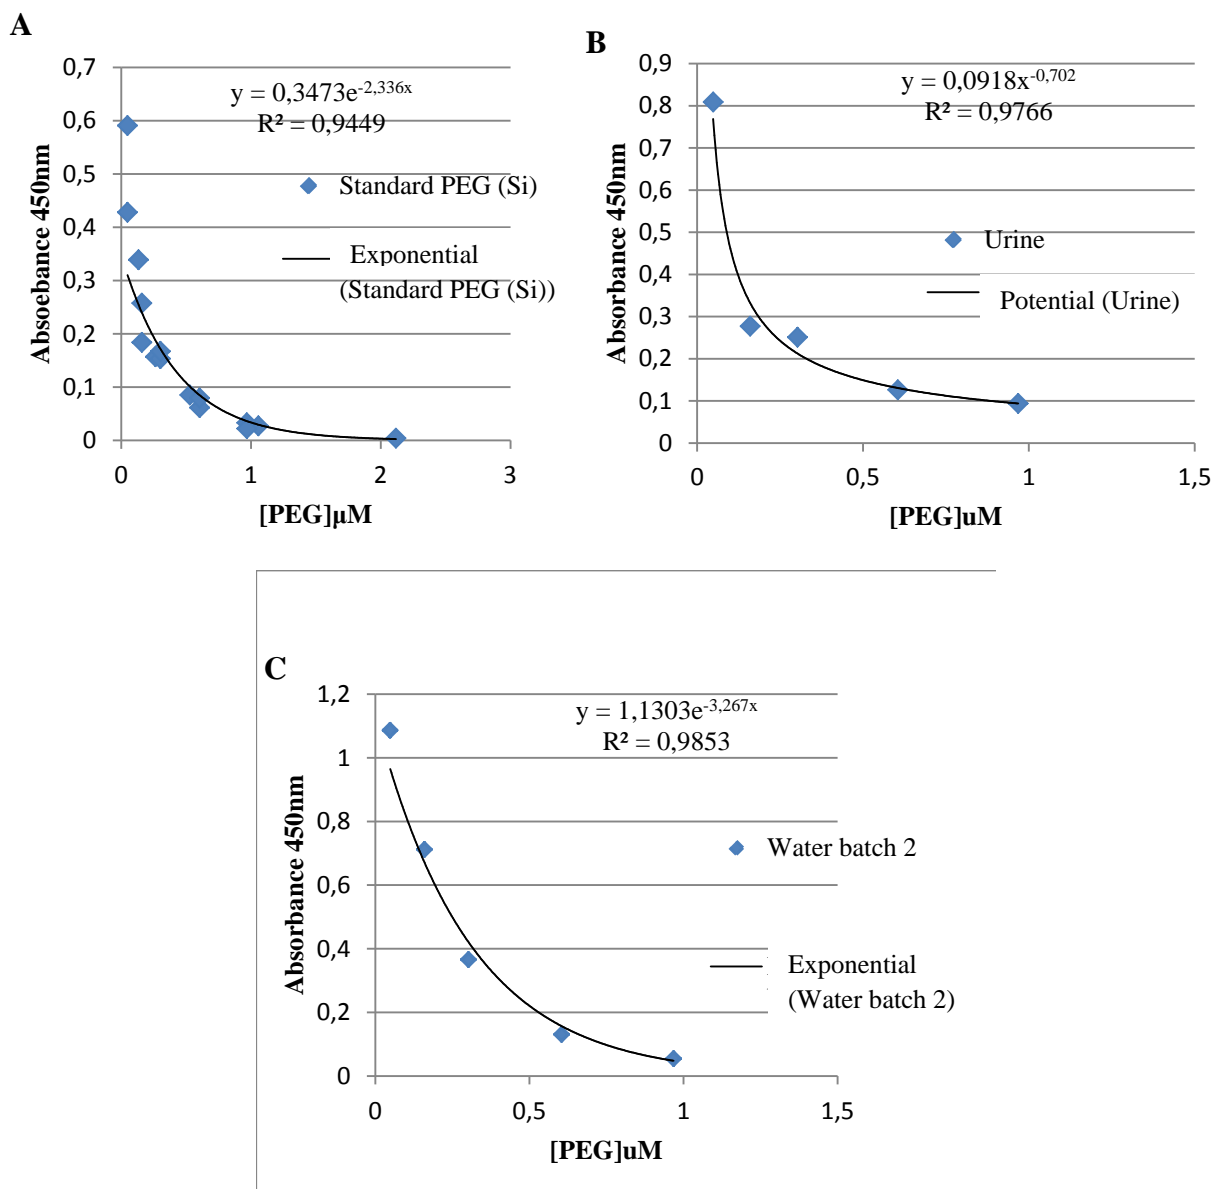 A
0,7
0,6
0,5
0,4
0,3
0,2
0,1
0
0
1
2
3
Absoebance 450nm
[PEG]µM
y = 0,3473e-2,336x
R² = 0,9449
Standard PEG (Si)
Exponential
(Standard PEG (Si))
B
0,9
0,8
0,7
0,6
0,5
0,4
0,3
0,2
0,1
0
0
0,5
1
1,5
Absorbance 450nm
[PEG]uM
y = 0,0918x-0,702
R² = 0,9766
Urine
Potential (Urine)
C
1,2
1
0,8
0,6
0,4
0,2
0
0
0,5
1
1,5
Absorbance 450nm
[PEG]uM
y = 1,1303e-3,267x
R² = 0,9853
Water batch 2
Exponential
(Water batch 2)